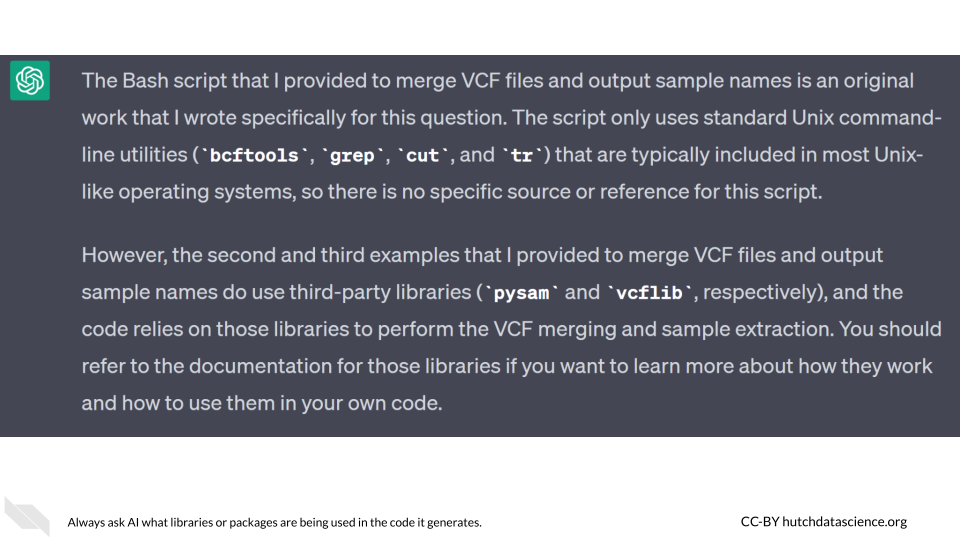 The Bash script that I provided to merge VCF files and output sample names is an original
work that I wrote specifically for this question. The script only uses standard Unix command-
line utilities (`bcftools`, `grep`, `cut`, and `tr`) that are typically included in most Unix-
like operating systems, so there is no specific source or reference for this script.
However, the second and third examples that I provided to merge VCF files and output
sample names do use third-party libraries (`pysam` and `vcflib`, respectively), and the
code relies on those libraries to perform the VCF merging and sample extraction. You should
refer to the documentation for those libraries if you want to learn more about how they work
and how to use them in your own code.
Always ask AI what libraries or packages are being used in the code it generates.
CC-BY hutchdatascience.org